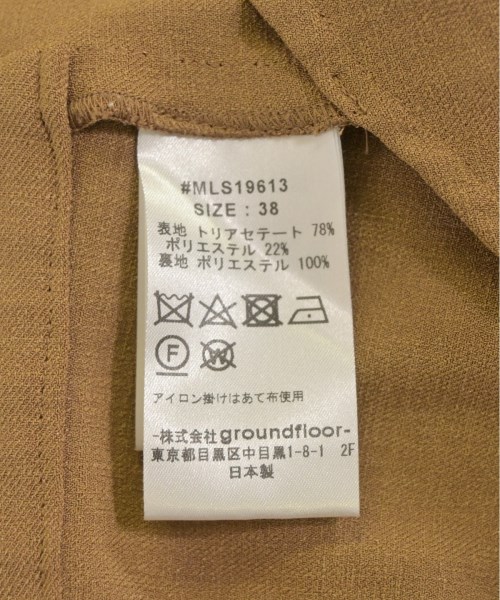 #MLS19613
SIZE : 38
表地 トリアセテート 78%
ポリエステル 22%
裏地 ポリエステル 100%
F W
アイロン掛けはあて布使用
-株式会社groundfloor-
東京都目黒区中目黒1-8-1 2F
日本製